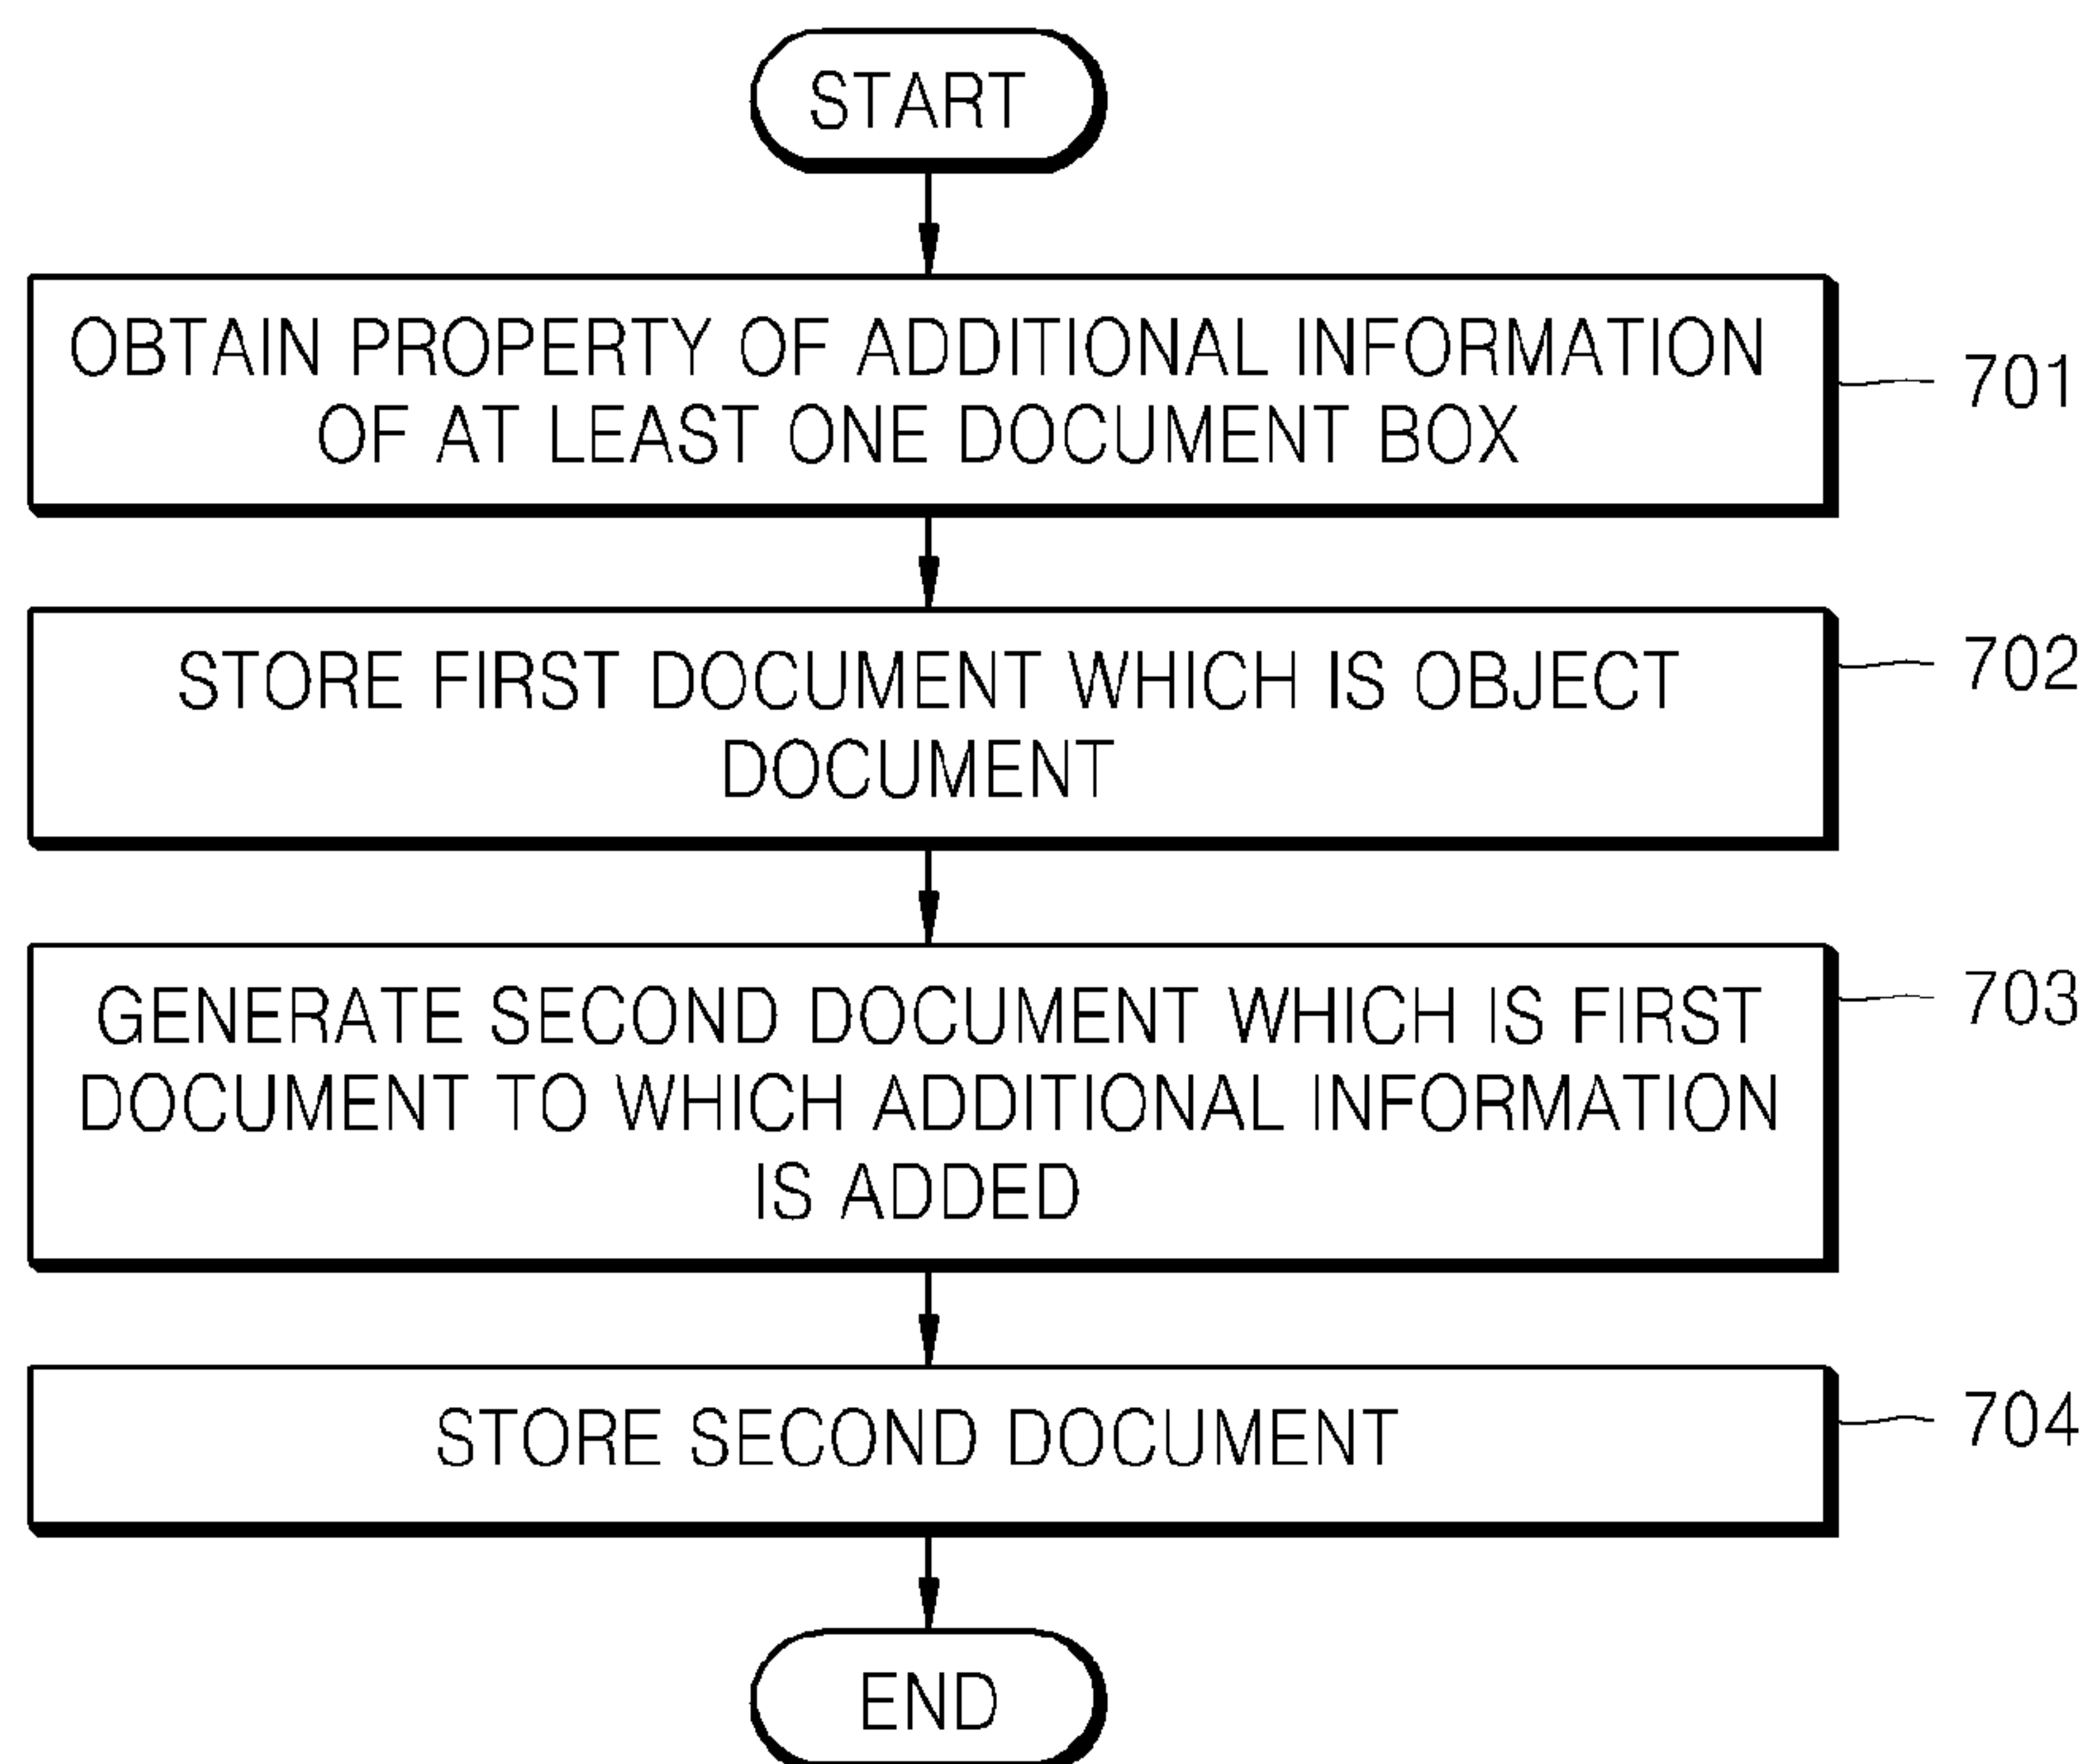 START
OBTAIN PROPERTY OF ADDITIONAL INFORMATION
OF AT LEAST ONE DOCUMENT BOX
701
STORE FIRST DOCUMENT WHICH IS OBJECT
DOCUMENT
702
GENERATE SECOND DOCUMENT WHICH IS FIRST
DOCUMENT TO WHICH ADDITIONAL INFORMATION
IS ADDED
703
STORE SECOND DOCUMENT
704
END